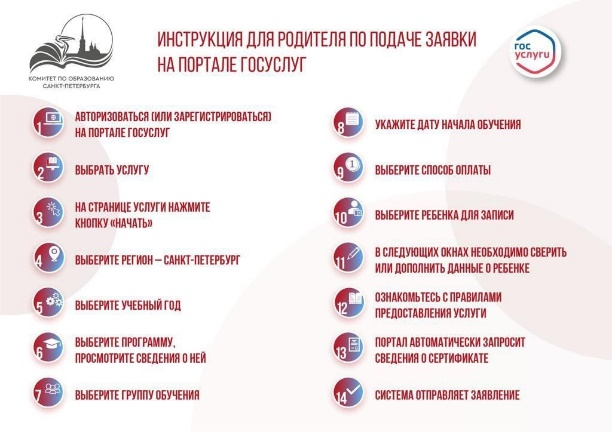 КОМИТЕТ ПО ОБРАЗОВАНИЮ
САНКТ-ПЕТЕРБУРГА
ИНСТРУКЦИЯ ДЛЯ РОДИТЕЛЯ ПО ПОДАЧЕ ЗАЯВКИ
НА ПОРТАЛЕ ГОСУСЛУГ
гос
услуги
1 АВТОРИЗОВАТЬСЯ (ИЛИ ЗАРЕГИСТРИРОВАТЬСЯ)
НА ПОРТАЛЕ ГОСУСЛУГ
2 ВЫБРАТЬ УСЛУГУ
3 НА СТРАНИЦЕ УСЛУГИ НАЖМИТЕ
КНОПКУ «НАЧАТЬ»
4 ВЫБЕРИТЕ РЕГИОН – САНКТ-ПЕТЕРБУРГ
5 ВЫБЕРИТЕ УЧЕБНЫЙ ГОД
6 ВЫБЕРИТЕ ПРОГРАММУ,
ПРОСМОТРИТЕ СВЕДЕНИЯ О НЕЙ
7 ВЫБЕРИТЕ ГРУППУ ОБУЧЕНИЯ
8 УКАЖИТЕ ДАТУ НАЧАЛА ОБУЧЕНИЯ
9 ВЫБЕРИТЕ СПОСОБ ОПЛАТЫ
10 ВЫБЕРИТЕ РЕБЕНКА ДЛЯ ЗАПИСИ
11 В СЛЕДУЮЩИХ ОКНАХ НЕОБХОДИМО СВЕРИТЬ
ИЛИ ДОПОЛНИТЬ ДАННЫЕ О РЕБЕНКЕ
12 ОЗНАКОМЬТЕСЬ С ПРАВИЛАМИ
ПРЕДОСТАВЛЕНИЯ УСЛУГИ
13 ПОРТАЛ АВТОМАТИЧЕСКИ ЗАПРОСИТ
СВЕДЕНИЯ О СЕРТИФИКАТЕ
14 СИСТЕМА ОТПРАВЛЯЕТ ЗАЯВЛЕНИЕ